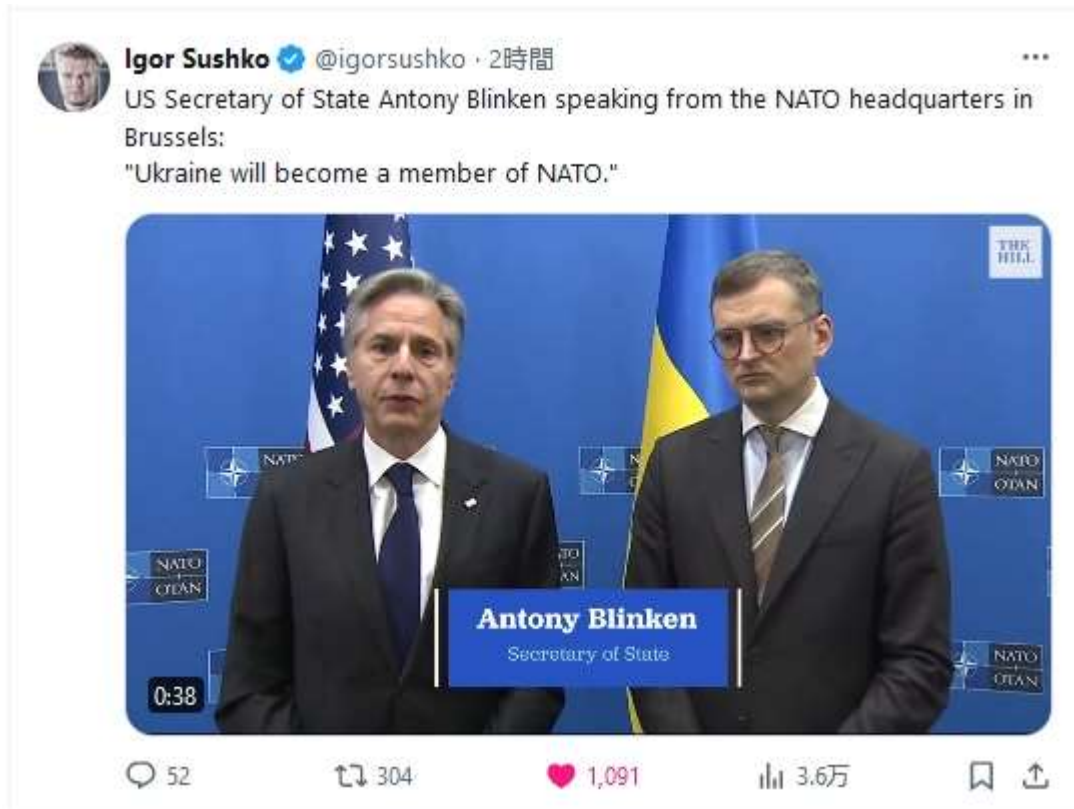 Igor Sushko @igorsushko · 2時間
US Secretary of State Antony Blinken speaking from the NATO headquarters in
Brussels:
"Ukraine will become a member of NATO."
THE
HILL
NATO
OTAN
NATO
OTAN
NATO
OTAN
Antony Blinken
Secretary of State
0:38
NATO
OTAN
52
304
1,091
3.6万